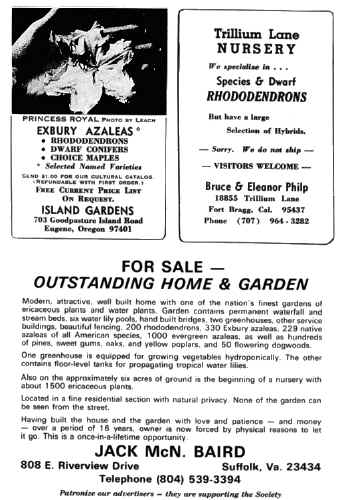 PRINCESS ROYAL PHOTO BY LEACH
EXBURY AZALEAS*
• RHODODENDRONS
• DWARF CONIFERS
• CHOICE MAPLES
* Selected Named Varieties
SEND $1.00 FOR OUR CULTURAL CATALOG.
(REFUNDABLE WITH FIRST ORDER.)
FREE CURRENT PRICE LIST
ON REQUEST.
ISLAND GARDENS
703 Goodpasture Island Road
Eugene, Oregon 97401
Trillium Lane
NURSERY
We specialize in . . .
Species & Dwarf
RHODODENDRONS
But have a large
Selection of Hybrids.
— Sorry. We do not ship —
— VISITORS WELCOME —
Bruce & Eleanor Philp
18855 Trillium Lane
Fort Bragg, Cal. 95437
Phone (707) 964-3282
FOR SALE —
OUTSTANDING HOME & GARDEN
Modern, attractive, well built home with one of the nation's finest gardens of
ericaceous plants and water plants. Garden contains permanent waterfall and
stream beds, six water lily pools, hand built bridges, two greenhouses, other service
buildings, beautiful fencing, 200 rhododendrons, 330 Exbury azaleas, 229 native
azaleas of all American species, 1000 evergreen azaleas, as well as hundreds
of pines, sweet gums, oaks, and yellow poplars, and 50 flowering dogwoods.
One greenhouse is equipped for growing vegetables hydroponically. The other
contains floor-level tanks for propagating tropical water lilies.
Also on the approximately six acres of ground is the beginning of a nursery with
about 1500 ericaceous plants.
Located in a fine residential section with natural privacy. None of the garden can
be seen from the street.
Having built the house and the garden with love and patience — and money
— over a period of 16 years, owner is now forced by physical reasons to let
it go. This is a once-in-a-lifetime opportunity.
JACK McN. BAIRD
808 E. Riverview Drive Suffolk, Va. 23434
Telephone (804) 539-3394
Patronize our advertisers — they are supporting the Society